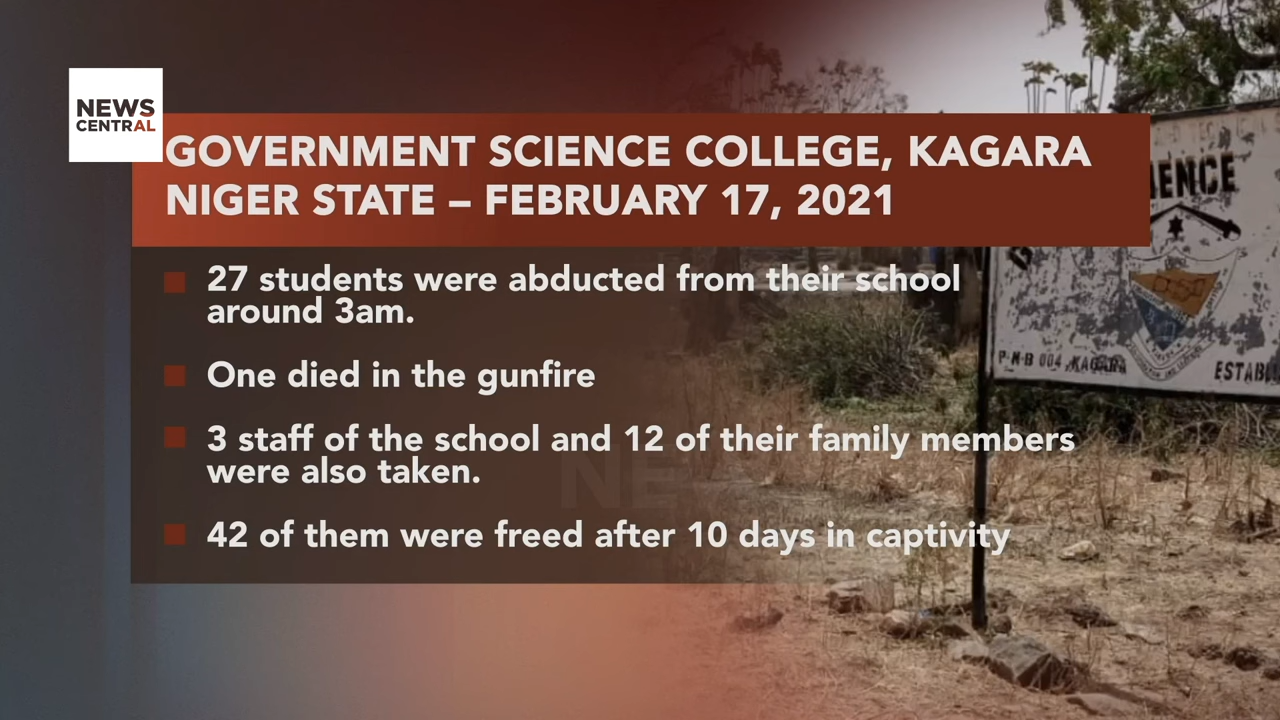 NEWS
CENTRAL
GOVERNMENT SCIENCE COLLEGE, KAGARA
NIGER STATE – FEBRUARY 17, 2021
27 students were abducted from their school
around 3am.
One died in the gunfire
3 staff of the school and 12 of their family members
were also taken.
42 of them were freed after 10 days in captivity
P·M·B 004 ,KAGARA